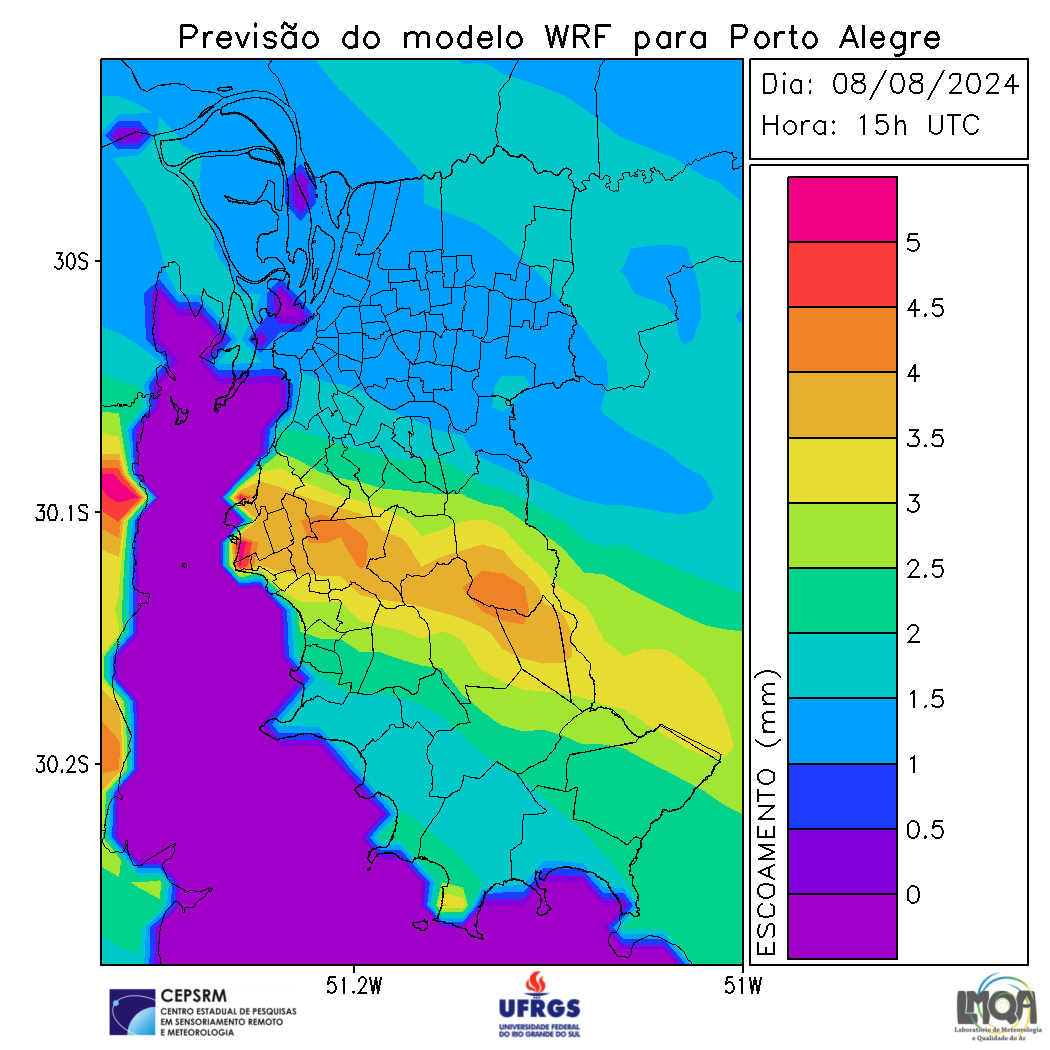 Previsão do modelo WRF para Porto Alegre
Dia: 08/08/2024
Hora: 15h UTC
30S
30.1S
30.2S
51.2W
51W
ESCOAMENTO (mm)
5
4.5
4
3.5
3
2.5
2
1.5
1
0.5
0
CEPSRM
CENTRO ESTADUAL DE PESQUISAS
EM SENSORIAMENTO REMOTO
E METEOROLOGIA
UFRGS
UNIVERSIDADE FEDERAL
DO RIO GRANDE DO SUL
LMQA
Laboratório de Meteorologia
e Qualidade do Ar